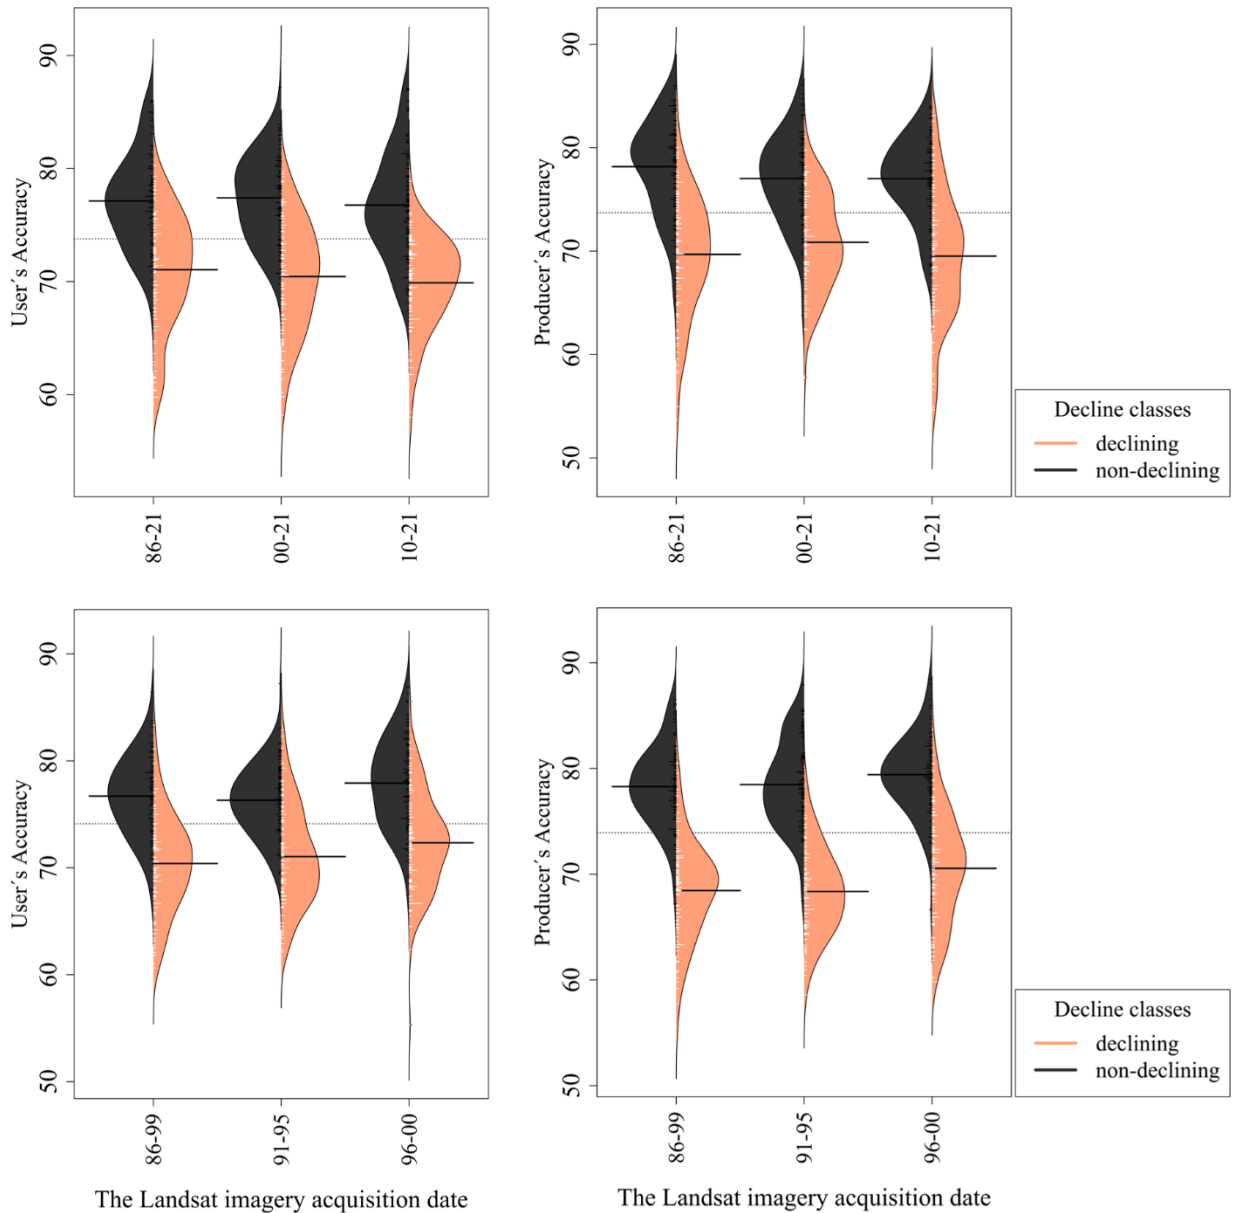 User´s Accuracy
90
80
70
60
86-21
00-21
10-21
Producer´s Accuracy
90
80
70
60
50
86-21
00-21
10-21
Decline classes
declining
non-declining
User´s Accuracy
90
80
70
60
50
86-99
91-95
96-00
The Landsat imagery acquisition date
Producer´s Accuracy
90
80
70
60
50
86-99
91-95
96-00
The Landsat imagery acquisition date
Decline classes
declining
non-declining